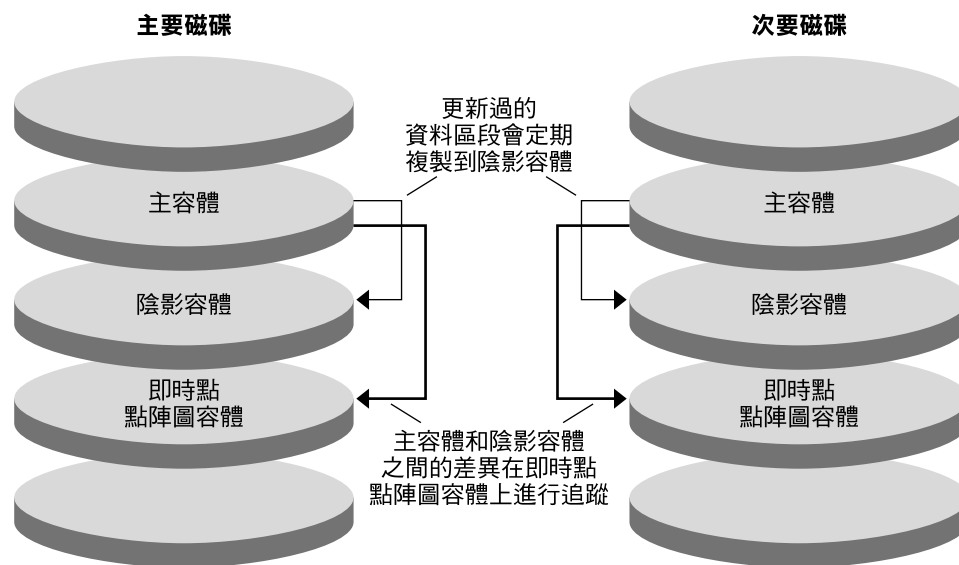 主要磁碟
次要磁碟
更新過的
資料區段會定期
複製到陰影容體
主容體
主容體
陰影容體
陰影容體
即時點
點陣圖容體
即時點
點陣圖容體
主容體和陰影容體
之間的差異在即時點
點陣圖容體上進行追蹤